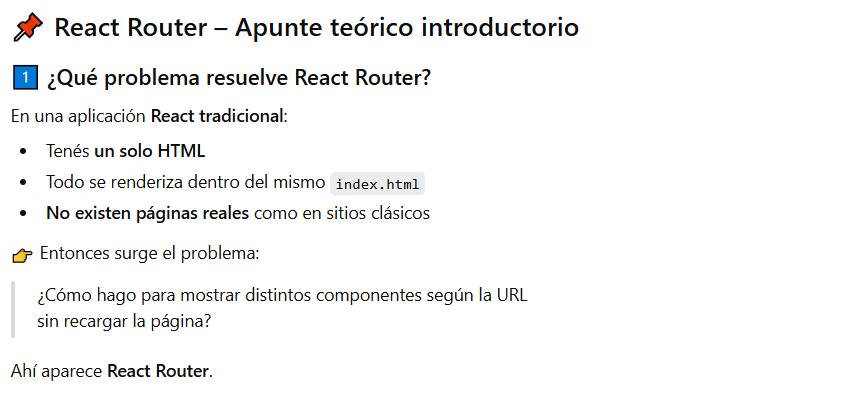 📌 React Router – Apunte teórico introductorio
1️⃣ ¿Qué problema resuelve React Router?
En una aplicación React tradicional:
• Tenés un solo HTML
• Todo se renderiza dentro del mismo index.html
• No existen páginas reales como en sitios clásicos
👉 Entonces surge el problema:
¿Cómo hago para mostrar distintos componentes según la URL
sin recargar la página?
Ahí aparece React Router.